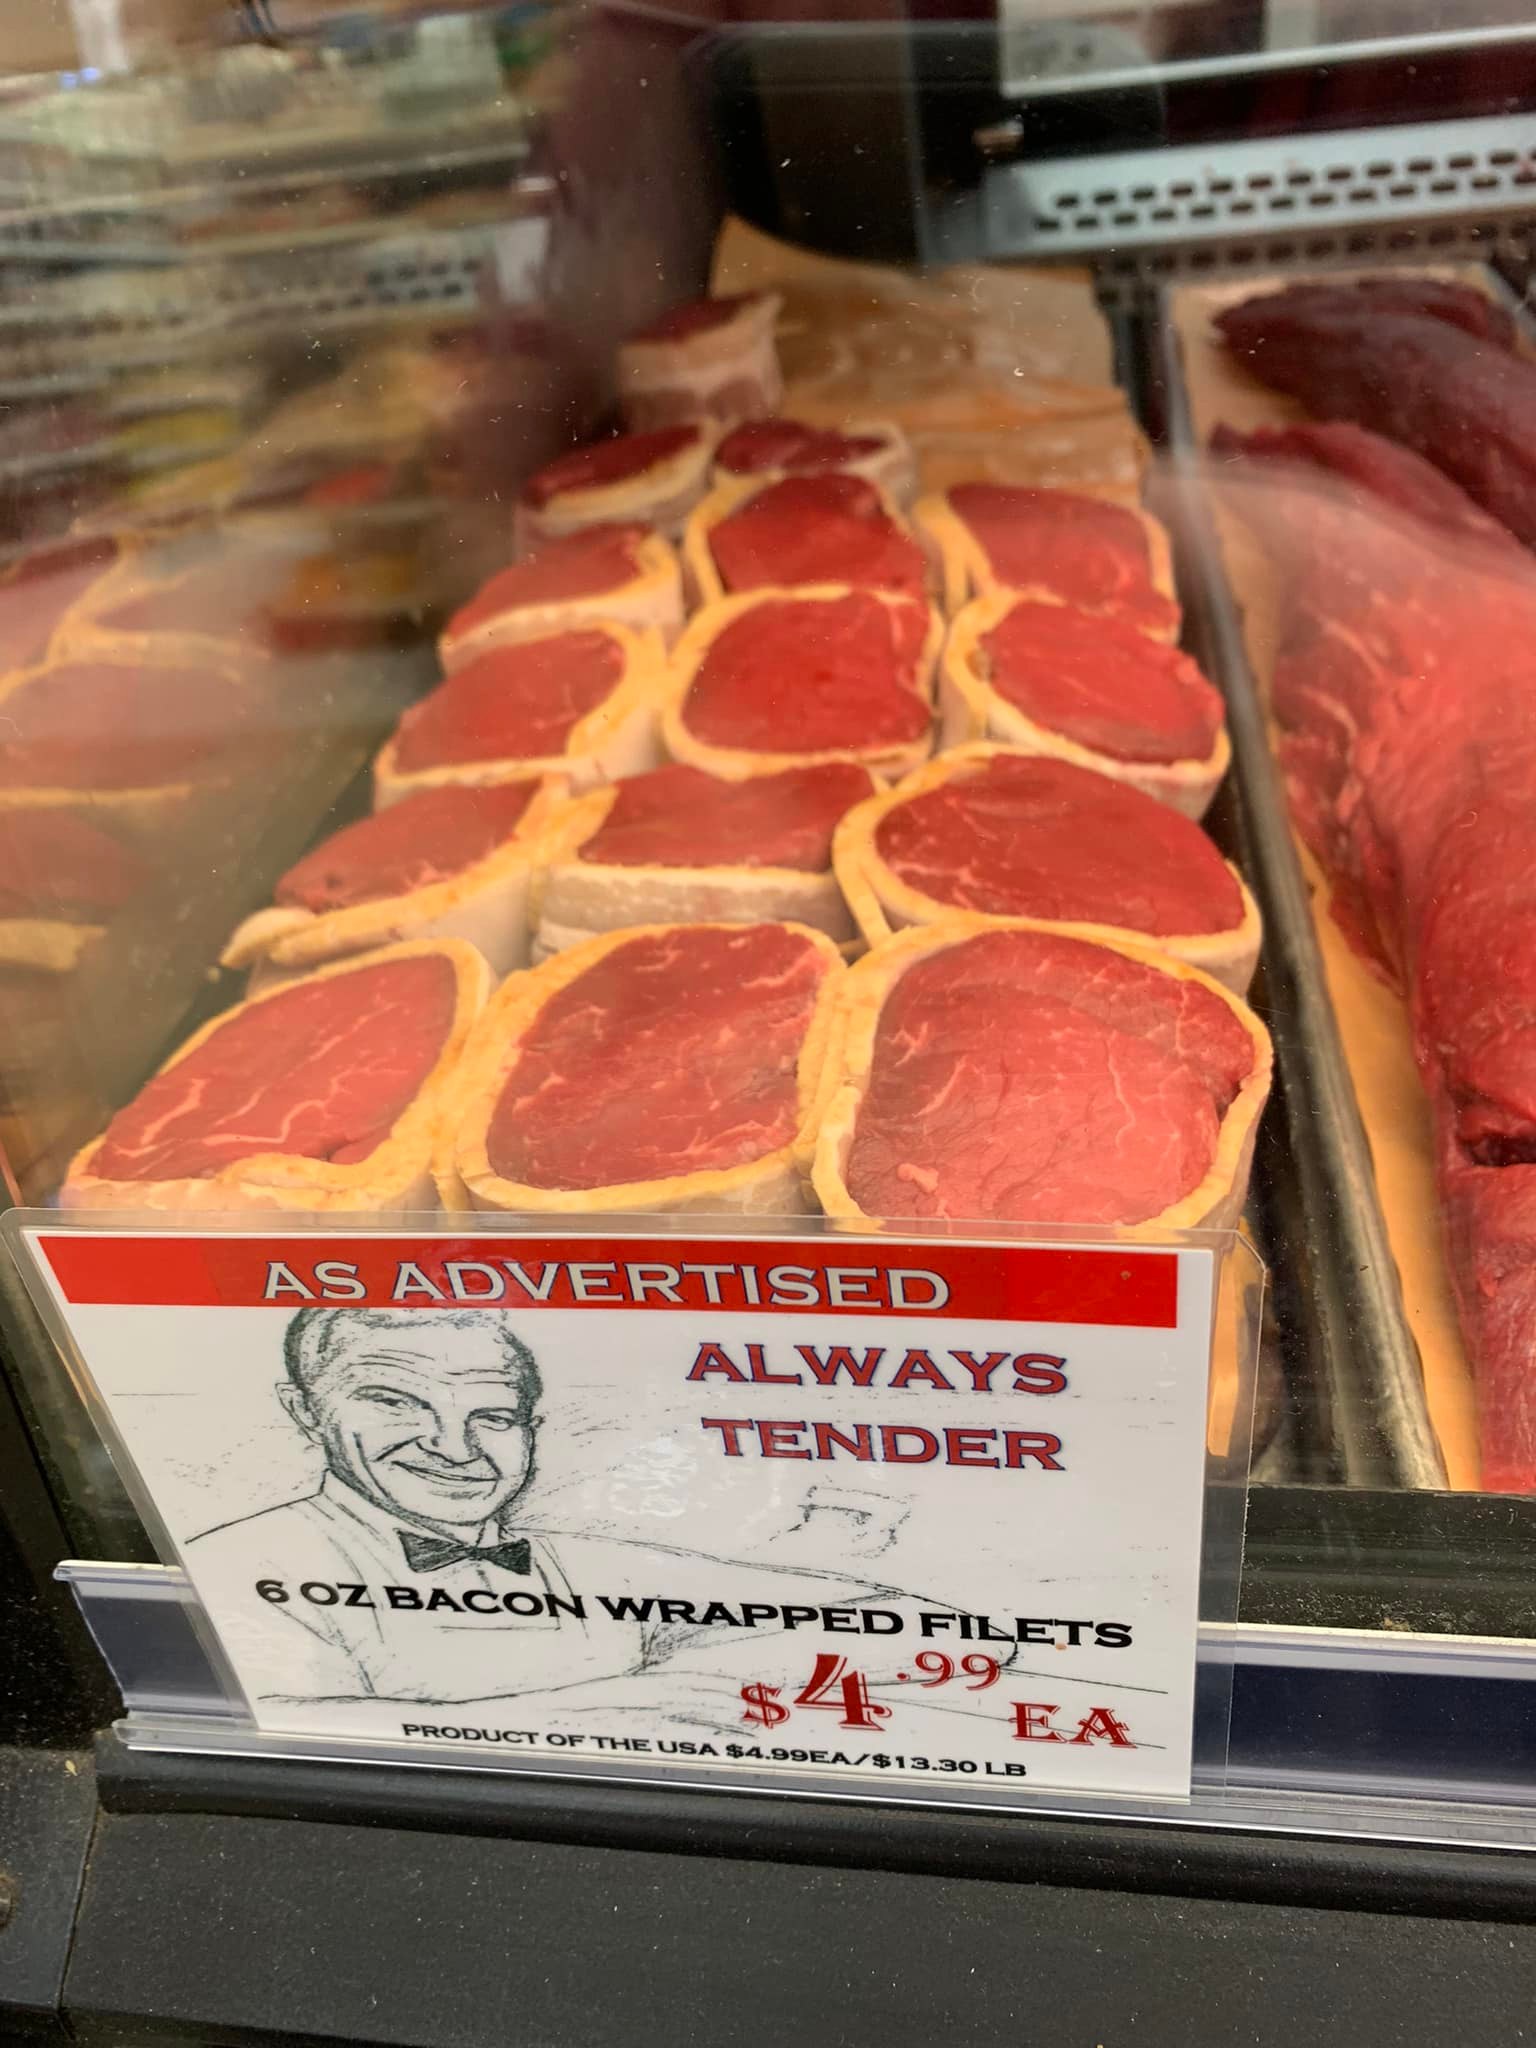 AS ADVERTISED
ALWAYS
TENDER
6 OZ BACON WRAPPED FILETS
$4.99 EA
PRODUCT OF THE USA $4.99EA/$13.30 LB